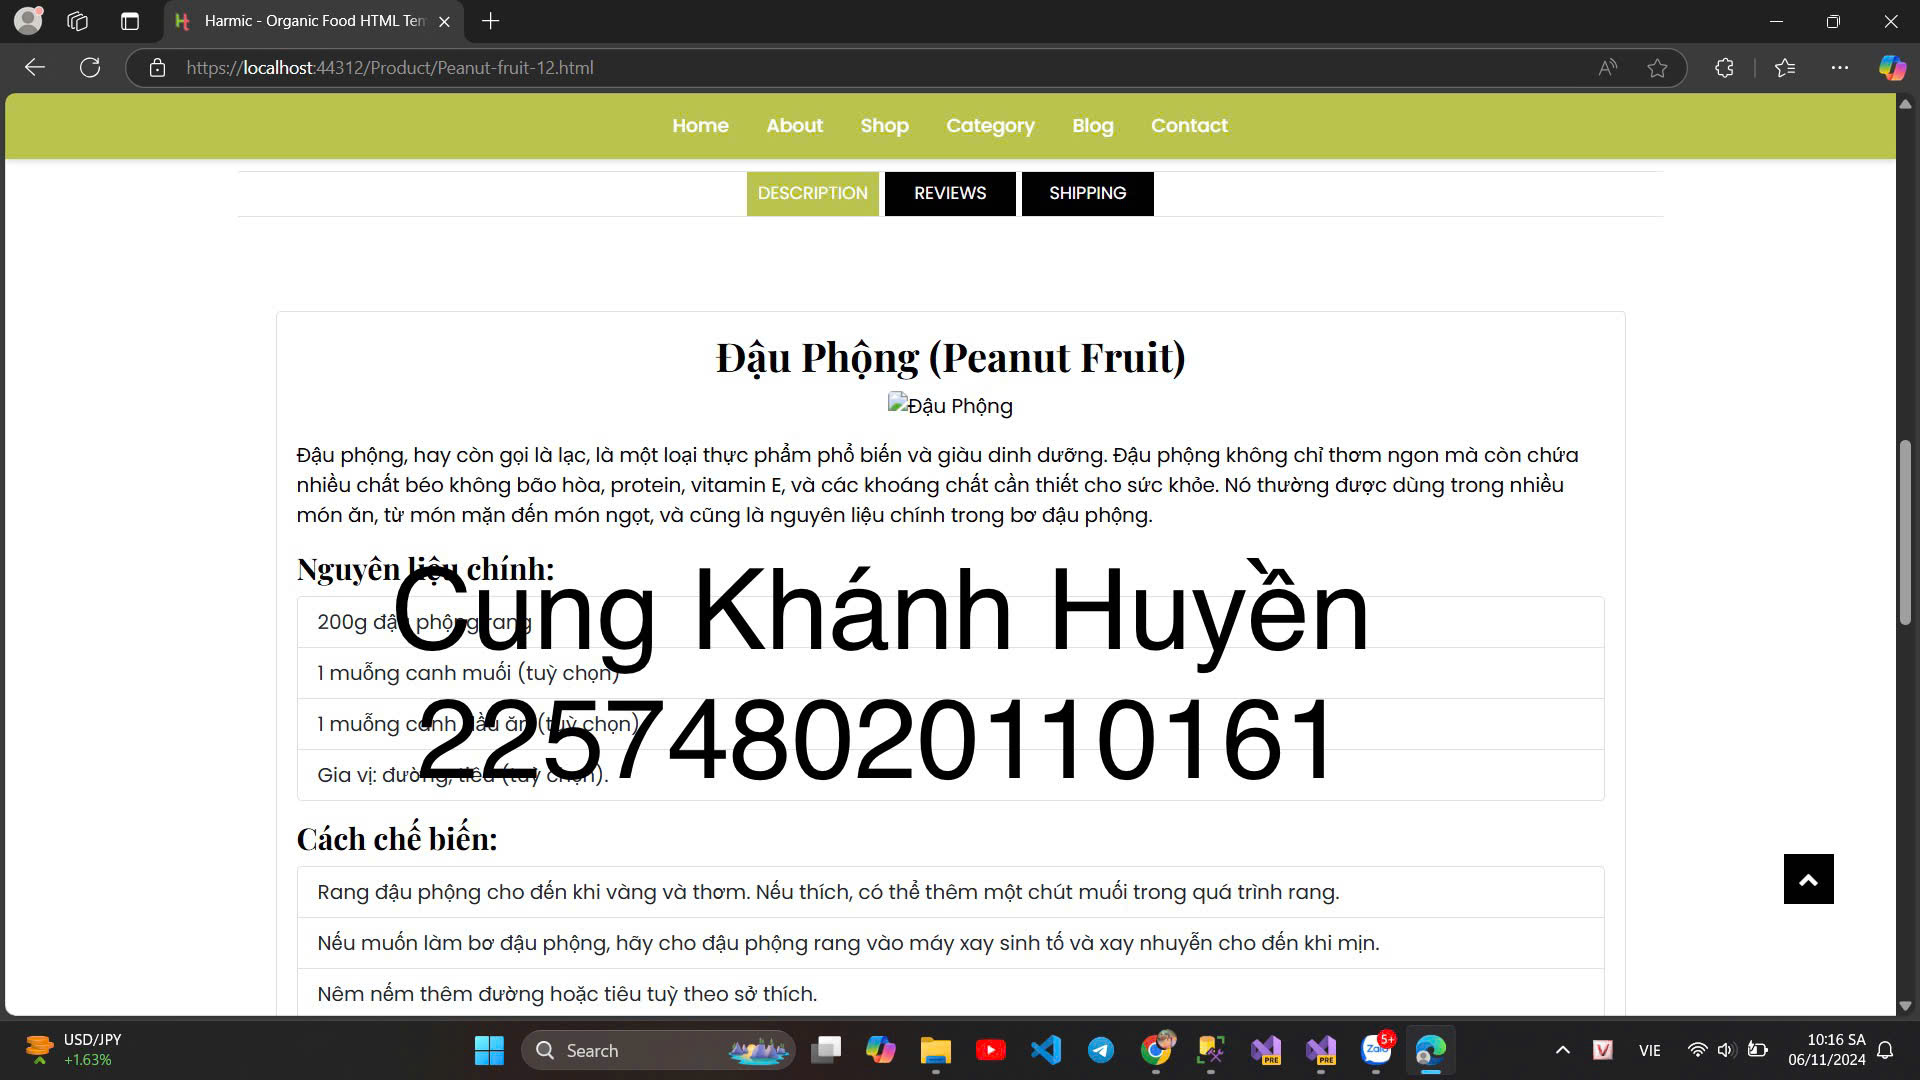 Harmic - Organic Food HTML Tem
https://localhost:44312/Product/Peanut-fruit-12.html
Home About Shop Category Blog Contact
DESCRIPTION REVIEWS SHIPPING
Đậu Phộng (Peanut Fruit)
Đậu Phộng
Đậu phộng, hay còn gọi là lạc, là một loại thực phẩm phổ biến và giàu dinh dưỡng. Đậu phộng không chỉ thơm ngon mà còn chứa
nhiều chất béo không bão hòa, protein, vitamin E, và các khoáng chất cần thiết cho sức khỏe. Nó thường được dùng trong nhiều
món ăn, từ món mặn đến món ngọt, và cũng là nguyên liệu chính trong bơ đậu phộng.
Nguyên liệu chính:
Cung Khánh Huyền
200g đậu phộng rang
1 muỗng canh muối (tuỳ chọn)
225748020110161
1 muỗng canh dầu ăn (tuỳ chọn)
Gia vị: đường, tiêu (tuỳ chọn).
Cách chế biến:
Rang đậu phộng cho đến khi vàng và thơm. Nếu thích, có thể thêm một chút muối trong quá trình rang.
Nếu muốn làm bơ đậu phộng, hãy cho đậu phộng rang vào máy xay sinh tố và xay nhuyễn cho đến khi mịn.
Nêm nếm thêm đường hoặc tiêu tuỳ theo sở thích.
USD/JPY
+1.63%
Search
PRE
PRE
Zalo
5+
V
VIE
10:16 SA
06/11/2024